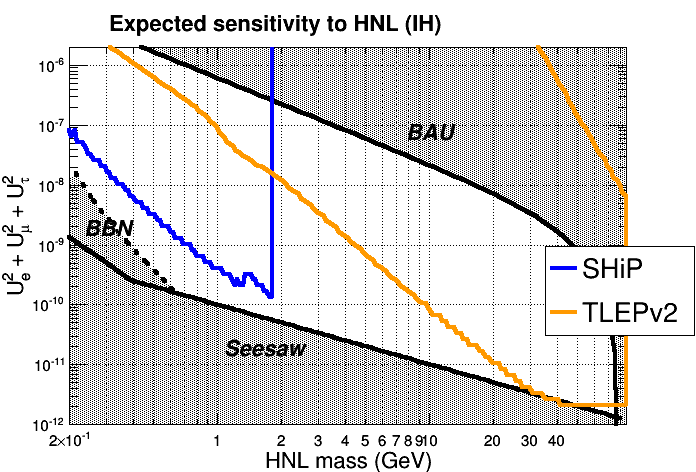 Expected sensitivity to HNL (IH)
U²ₑ + U²_μ + U²_τ
10⁻⁶
10⁻⁷
10⁻⁸
10⁻⁹
10⁻¹⁰
10⁻¹¹
10⁻¹²
BAU
BBN
Seesaw
SHiP
TLEPv2
2×10⁻¹ 1 2 3 4 5 6 7 8 9 10 20 30 40
HNL mass (GeV)